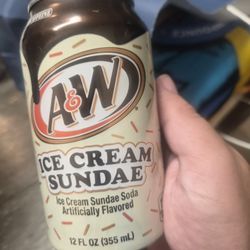 A&W
ICE CREAM
SUNDAE
Ice Cream Sundae Soda
Artificially Flavored
12 FL OZ (355 mL)